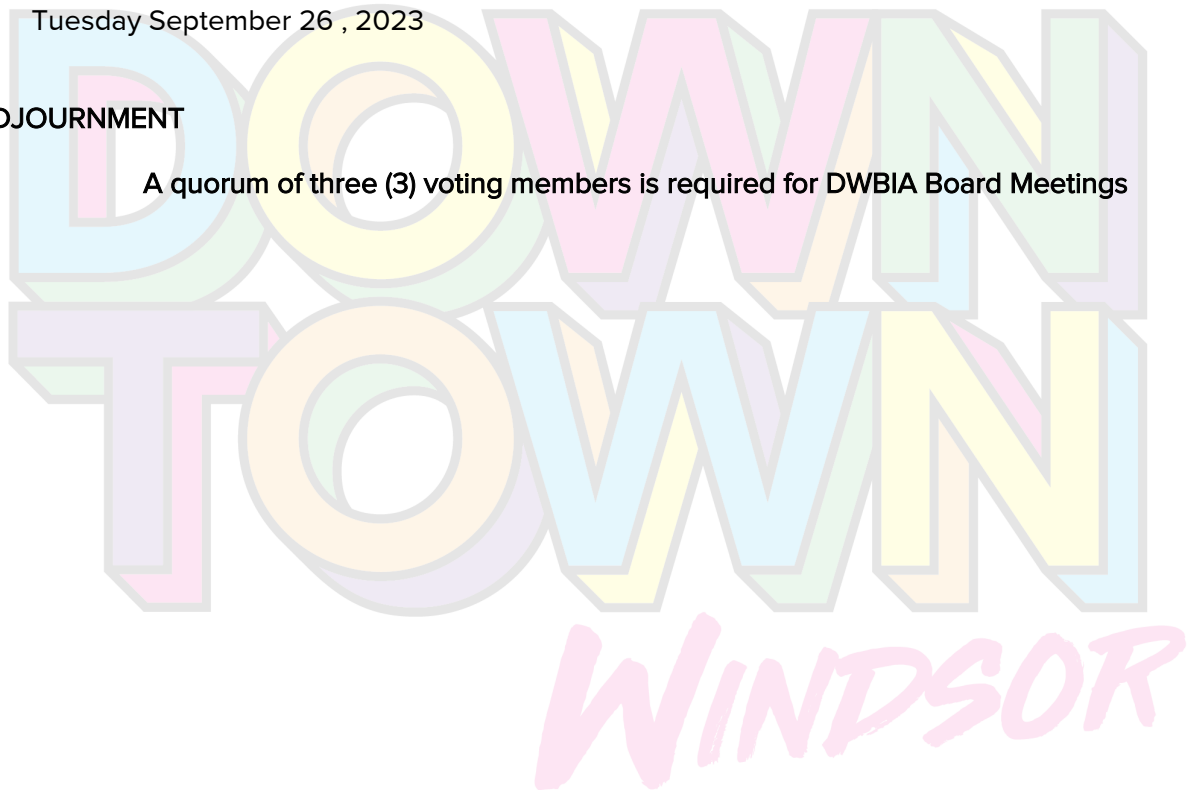 Tuesday September 26 , 2023
DJOURNMENT
A quorum of three (3) voting members is required for DWBIA Board Meetings
DOWN
TOWN
WINDSOR